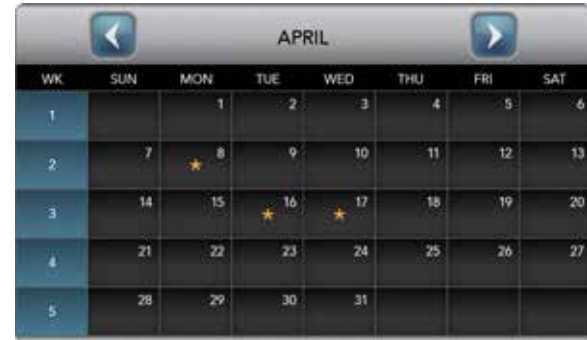 APRIL
WK SUN MON TUE WED THU FRI SAT
1 1 2 3 4 5 6
2 7 8 9 10 11 12 13
3 14 15 16 17 18 19 20
4 21 22 23 24 25 26 27
5 28 29 30 31